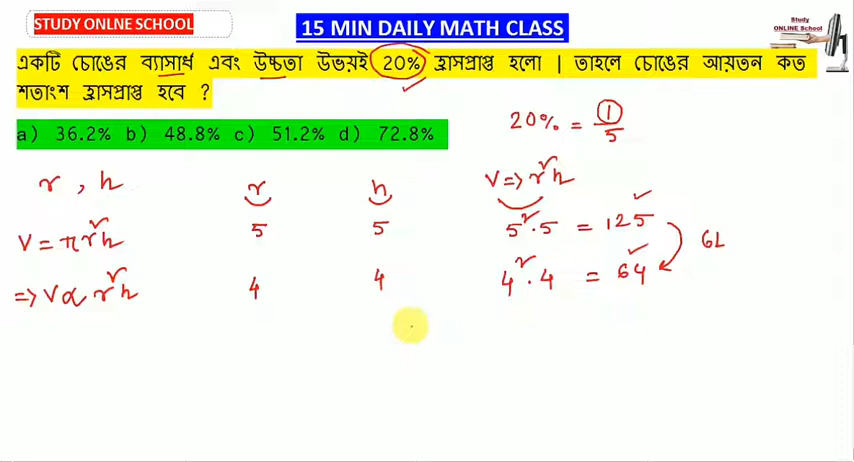 STUDY ONLNE SCHOOL
15 MIN DAILY MATH CLASS
Study
ONLINE School
একটি চোঙের ব্যাসার্ধ এবং উচ্চতা উভয়ই 20% হ্রাসপ্রাপ্ত হলো | তাহলে চোঙের আয়তন কত
শতাংশ হ্রাসপ্রাপ্ত হবে ?
a) 36.2% b) 48.8% c) 51.2% d) 72.8%
20% = 1/5
r , h
r h
V => r²h
V = πr²h
5 5
5²·5 = 125
61
=> V ∝ r²h
4 4
4²·4 = 64